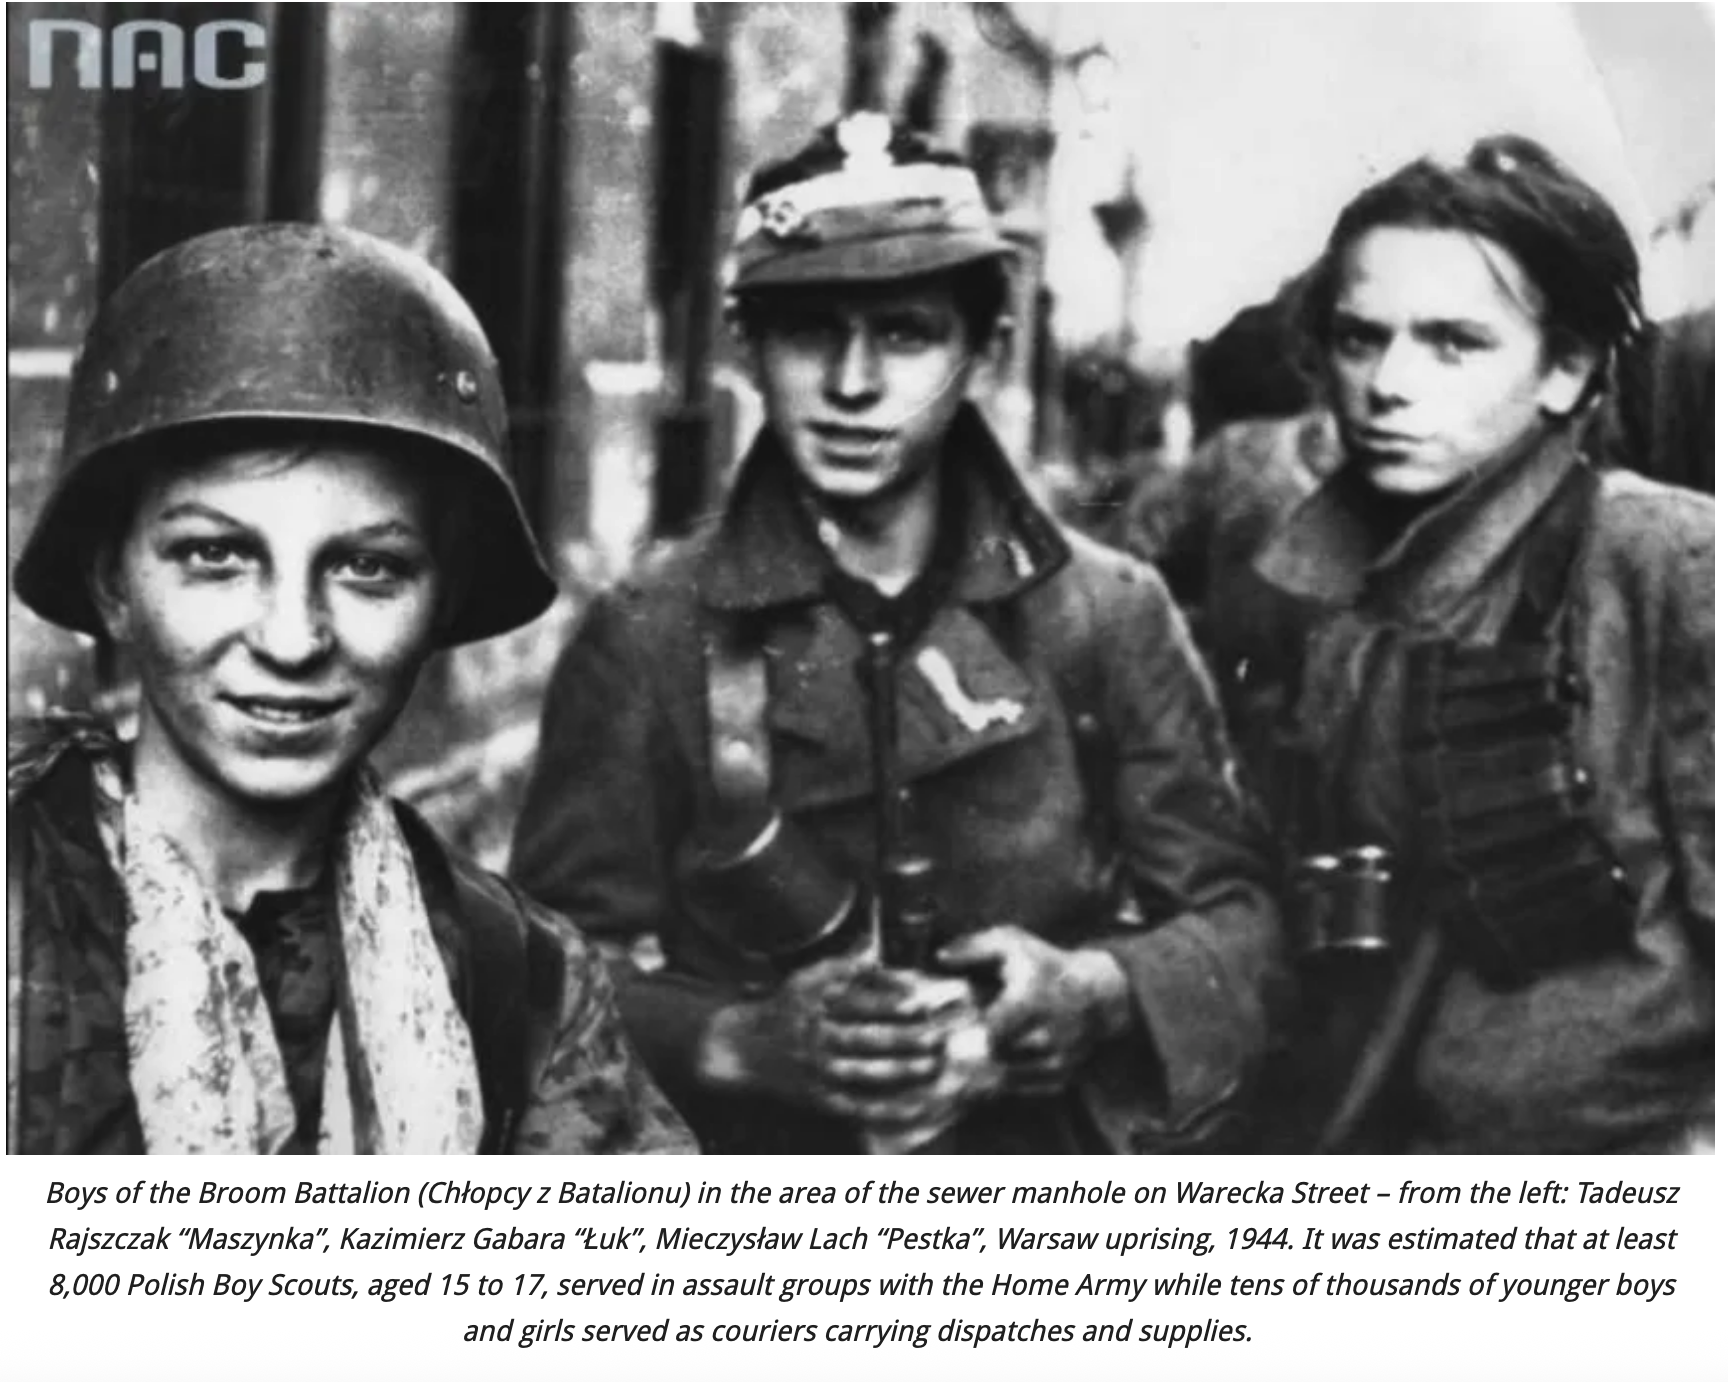 NAC
Boys of the Broom Battalion (Chłopcy z Batalionu) in the area of the sewer manhole on Warecka Street – from the left: Tadeusz
Rajszczak “Maszynka”, Kazimierz Gabara “Łuk”, Mieczysław Lach “Pestka”, Warsaw uprising, 1944. It was estimated that at least
8,000 Polish Boy Scouts, aged 15 to 17, served in assault groups with the Home Army while tens of thousands of younger boys
and girls served as couriers carrying dispatches and supplies.